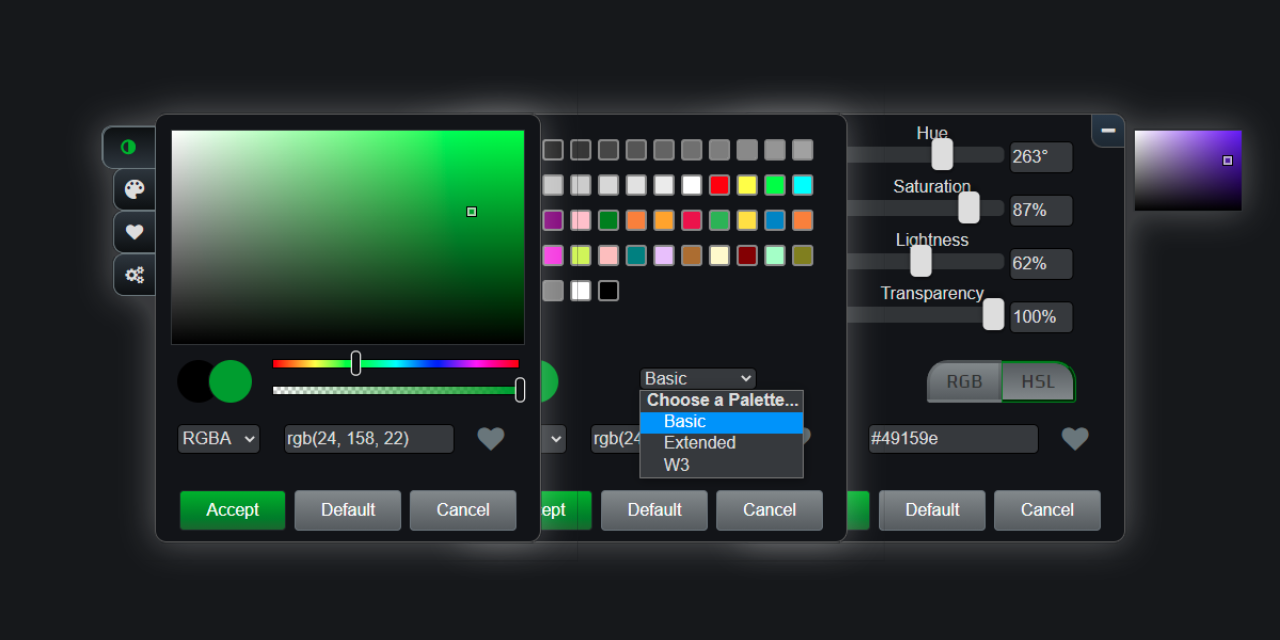 Hue
263°
Saturation
87%
Lightness
62%
Transparency
100%
RGB HSL
Basic
Choose a Palette...
Basic
Extended
W3
RGBA rgb(24, 158, 22) rgb(24 #49159e
Accept Default Cancel ept Default Cancel Default Cancel